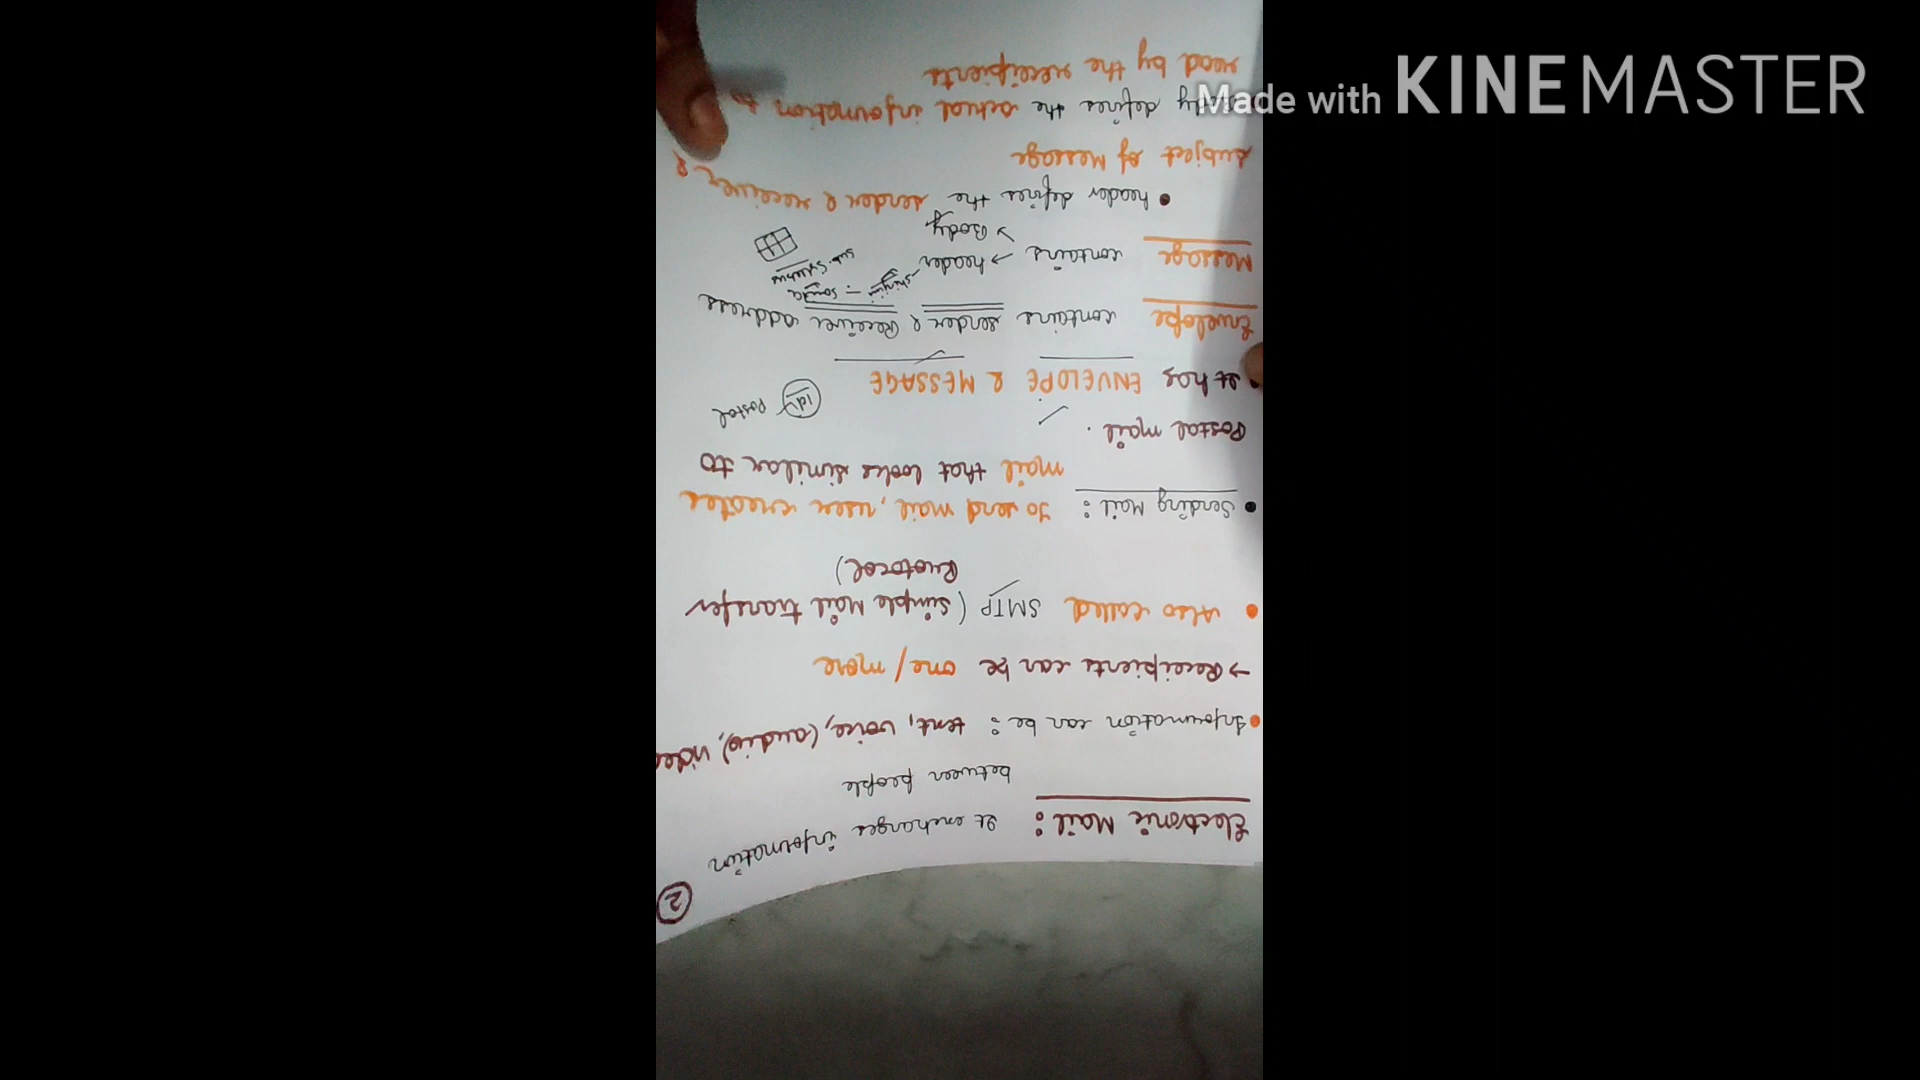 2
Electronic Mail: It exchanges information
between people
• Information can be: text, voice, (audio), video
→ Recipients can be one/more
• Also called SMTP (Simple Mail Transfer
Protocol)
• Sending Mail: To send mail, user creates
mail that looks similar to
Postal mail.
Postal
• It has ENVELOPE & MESSAGE
Envelope contains sender & Receiver address
Message contains → header
→ Body
• header defines the sender & receiver &
subject of Message
Body defines the actual information to
read by the recipients
Made with KINEMASTER